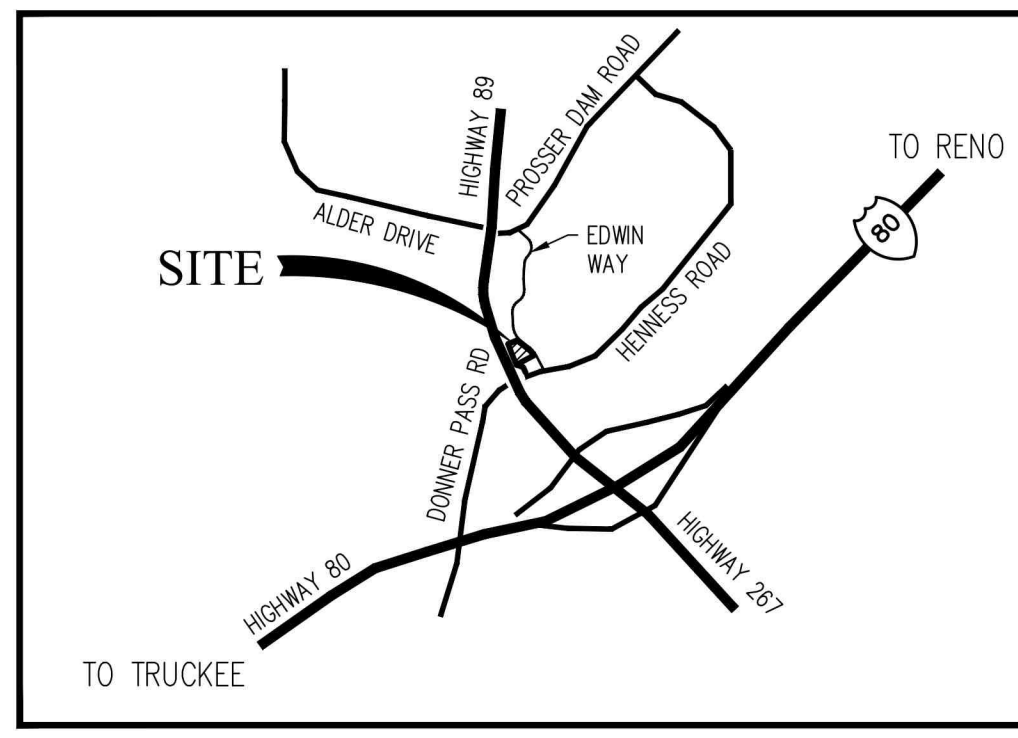 HIGHWAY 89
PROSSER DAM ROAD
TO RENO
80
ALDER DRIVE
EDWIN
WAY
SITE
HENNESS ROAD
DONNER PASS RD
HIGHWAY 80
HIGHWAY 267
TO TRUCKEE